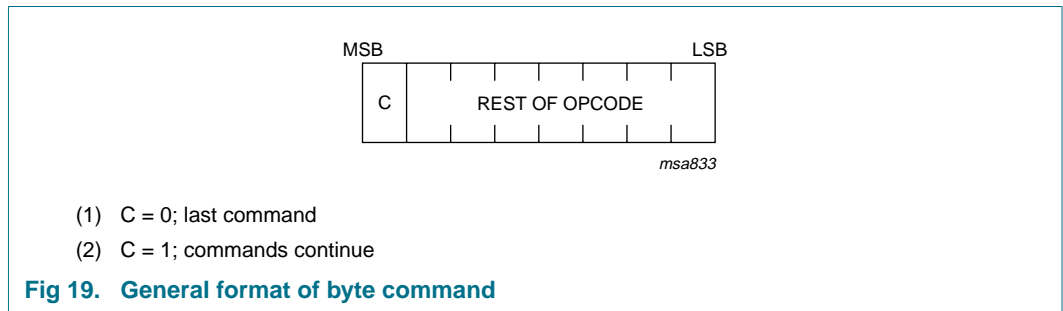 MSB LSB
C REST OF OPCODE
msa833
(1) C = 0; last command
(2) C = 1; commands continue
Fig 19. General format of byte command